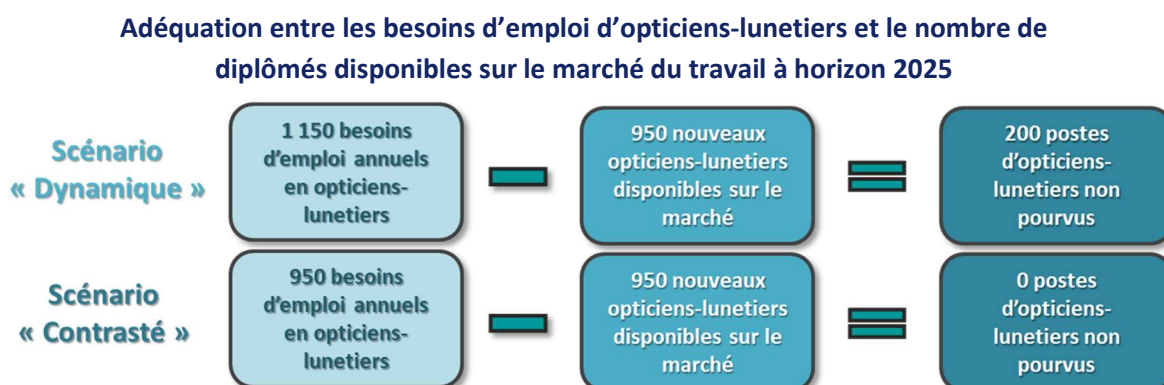 Adéquation entre les besoins d’emploi d’opticiens-lunetiers et le nombre de
diplômés disponibles sur le marché du travail à horizon 2025
Scénario
« Dynamique »
1 150 besoins
d’emploi annuels
en opticiens-
lunetiers
950 nouveaux
opticiens-lunetiers
disponibles sur le
marché
200 postes
d’opticiens-
lunetiers non
pourvus
Scénario
« Contrasté »
950 besoins
d’emploi annuels
en opticiens-
lunetiers
950 nouveaux
opticiens-lunetiers
disponibles sur le
marché
0 postes
d’opticiens-
lunetiers non
pourvus